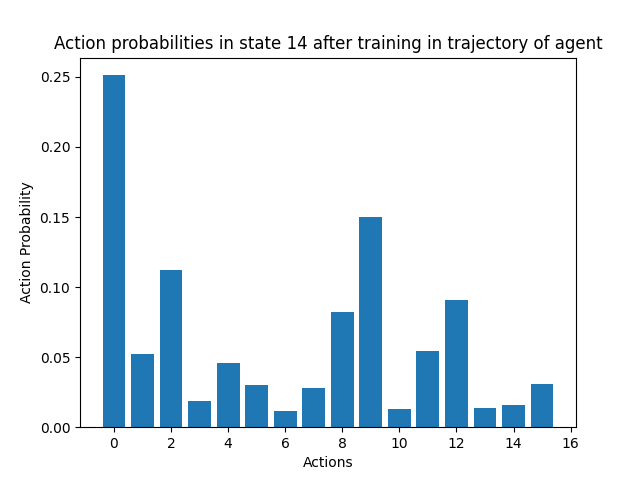 Action probabilities in state 14 after training in trajectory of agent
0.25
0.20
0.15
0.10
0.05
0.00
Action Probability
0 2 4 6 8 10 12 14 16
Actions